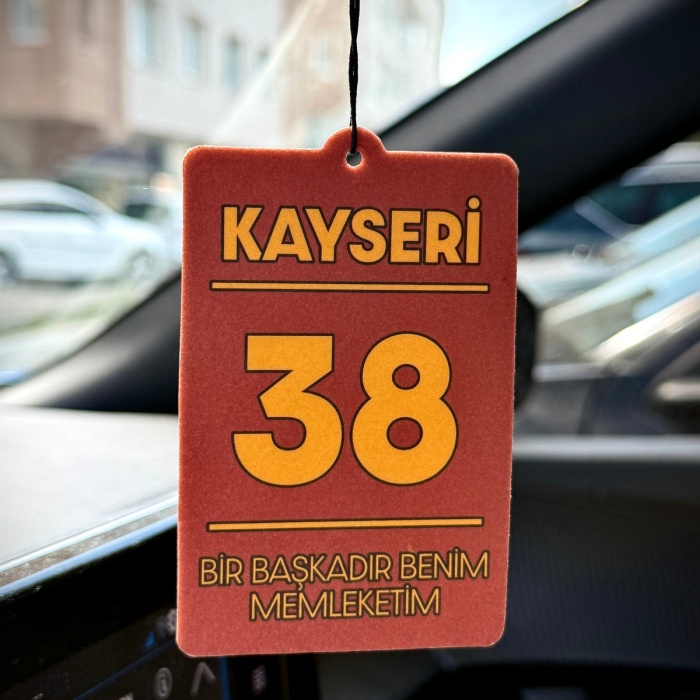 KAYSERİ
38
BİR BAŞKADIR BENİM
MEMLEKETİM